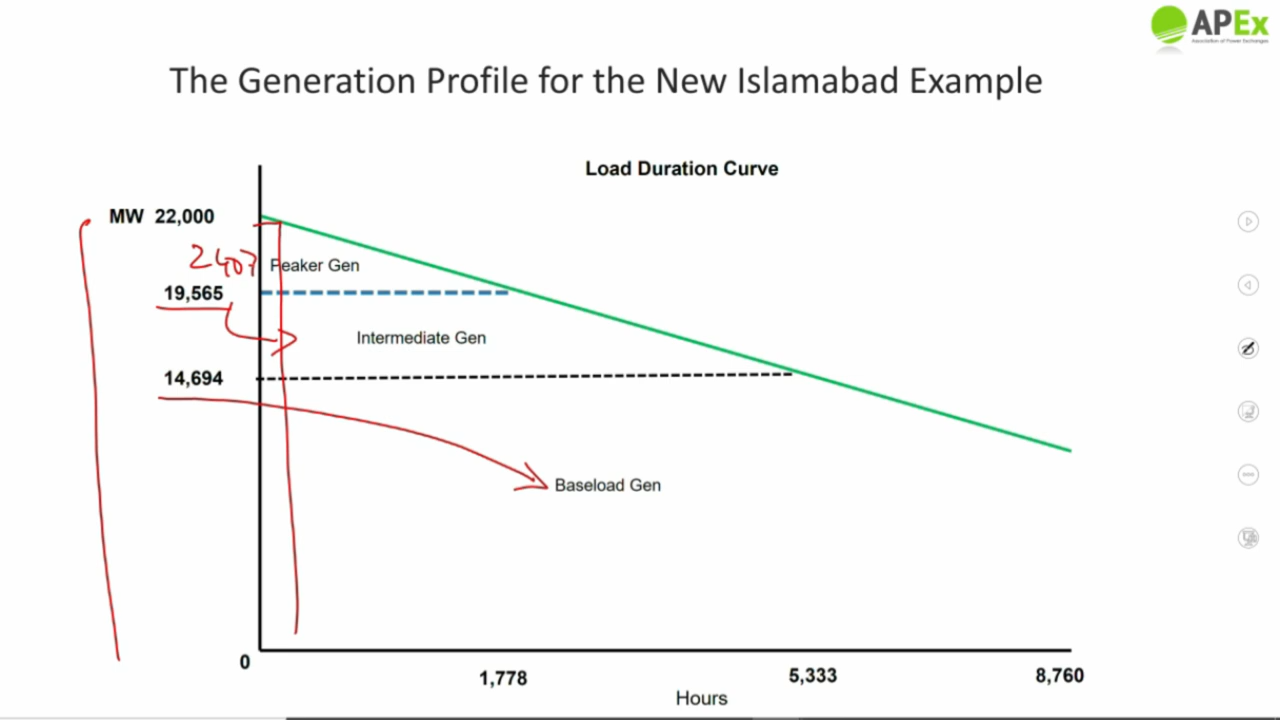 APEx
Association of Power Exchanges
The Generation Profile for the New Islamabad Example
Load Duration Curve
MW 22,000
2407
Peaker Gen
19,565
Intermediate Gen
14,694
Baseload Gen
0
1,778
5,333
8,760
Hours